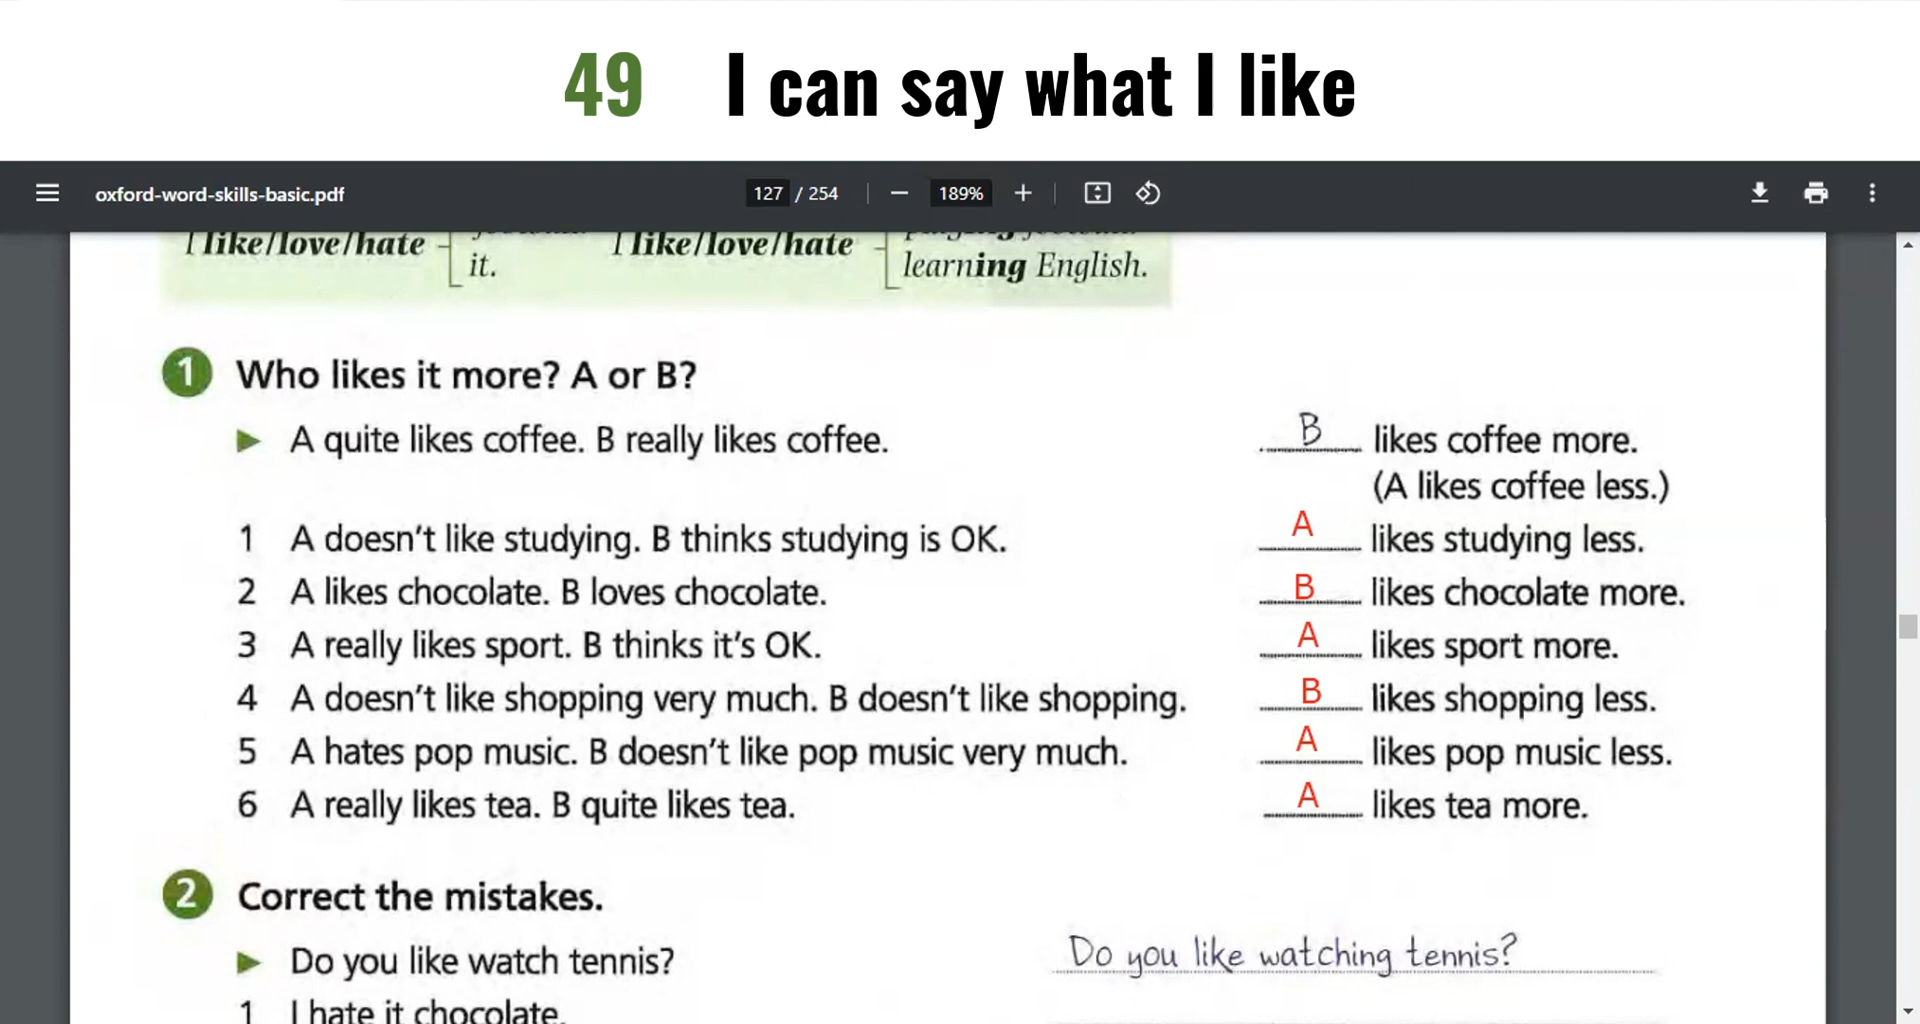 49 I can say what I like
oxford-word-skills-basic.pdf 127 / 254 189%
I like/love/hate it. I like/love/hate learning English.
1 Who likes it more? A or B?
A quite likes coffee. B really likes coffee. B likes coffee more.
(A likes coffee less.)
1 A doesn't like studying. B thinks studying is OK. A likes studying less.
2 A likes chocolate. B loves chocolate. B likes chocolate more.
3 A really likes sport. B thinks it's OK. A likes sport more.
4 A doesn't like shopping very much. B doesn't like shopping. B likes shopping less.
5 A hates pop music. B doesn't like pop music very much. A likes pop music less.
6 A really likes tea. B quite likes tea. A likes tea more.
2 Correct the mistakes.
Do you like watch tennis? Do you like watching tennis?
1 I hate it chocolate.